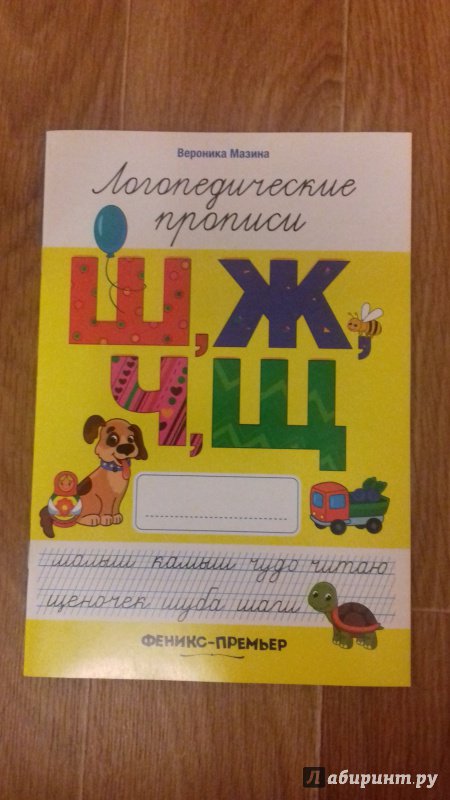 Вероника Мазина
Логопедические
прописи
Ш, Ж,
Ч, Щ
малыш камыш чудо читаю
щеночек шуба шаги
ФЕНИКС-ПРЕМЬЕР
Лабиринт.ру